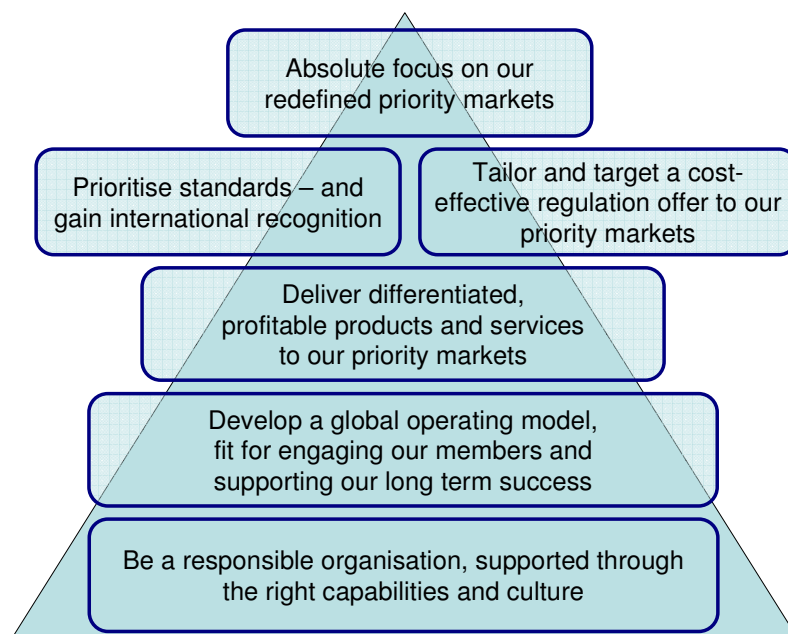 Absolute focus on our
redefined priority markets
Prioritise standards – and
gain international recognition
Tailor and target a cost-
effective regulation offer to our
priority markets
Deliver differentiated,
profitable products and services
to our priority markets
Develop a global operating model,
fit for engaging our members and
supporting our long term success
Be a responsible organisation, supported through
the right capabilities and culture